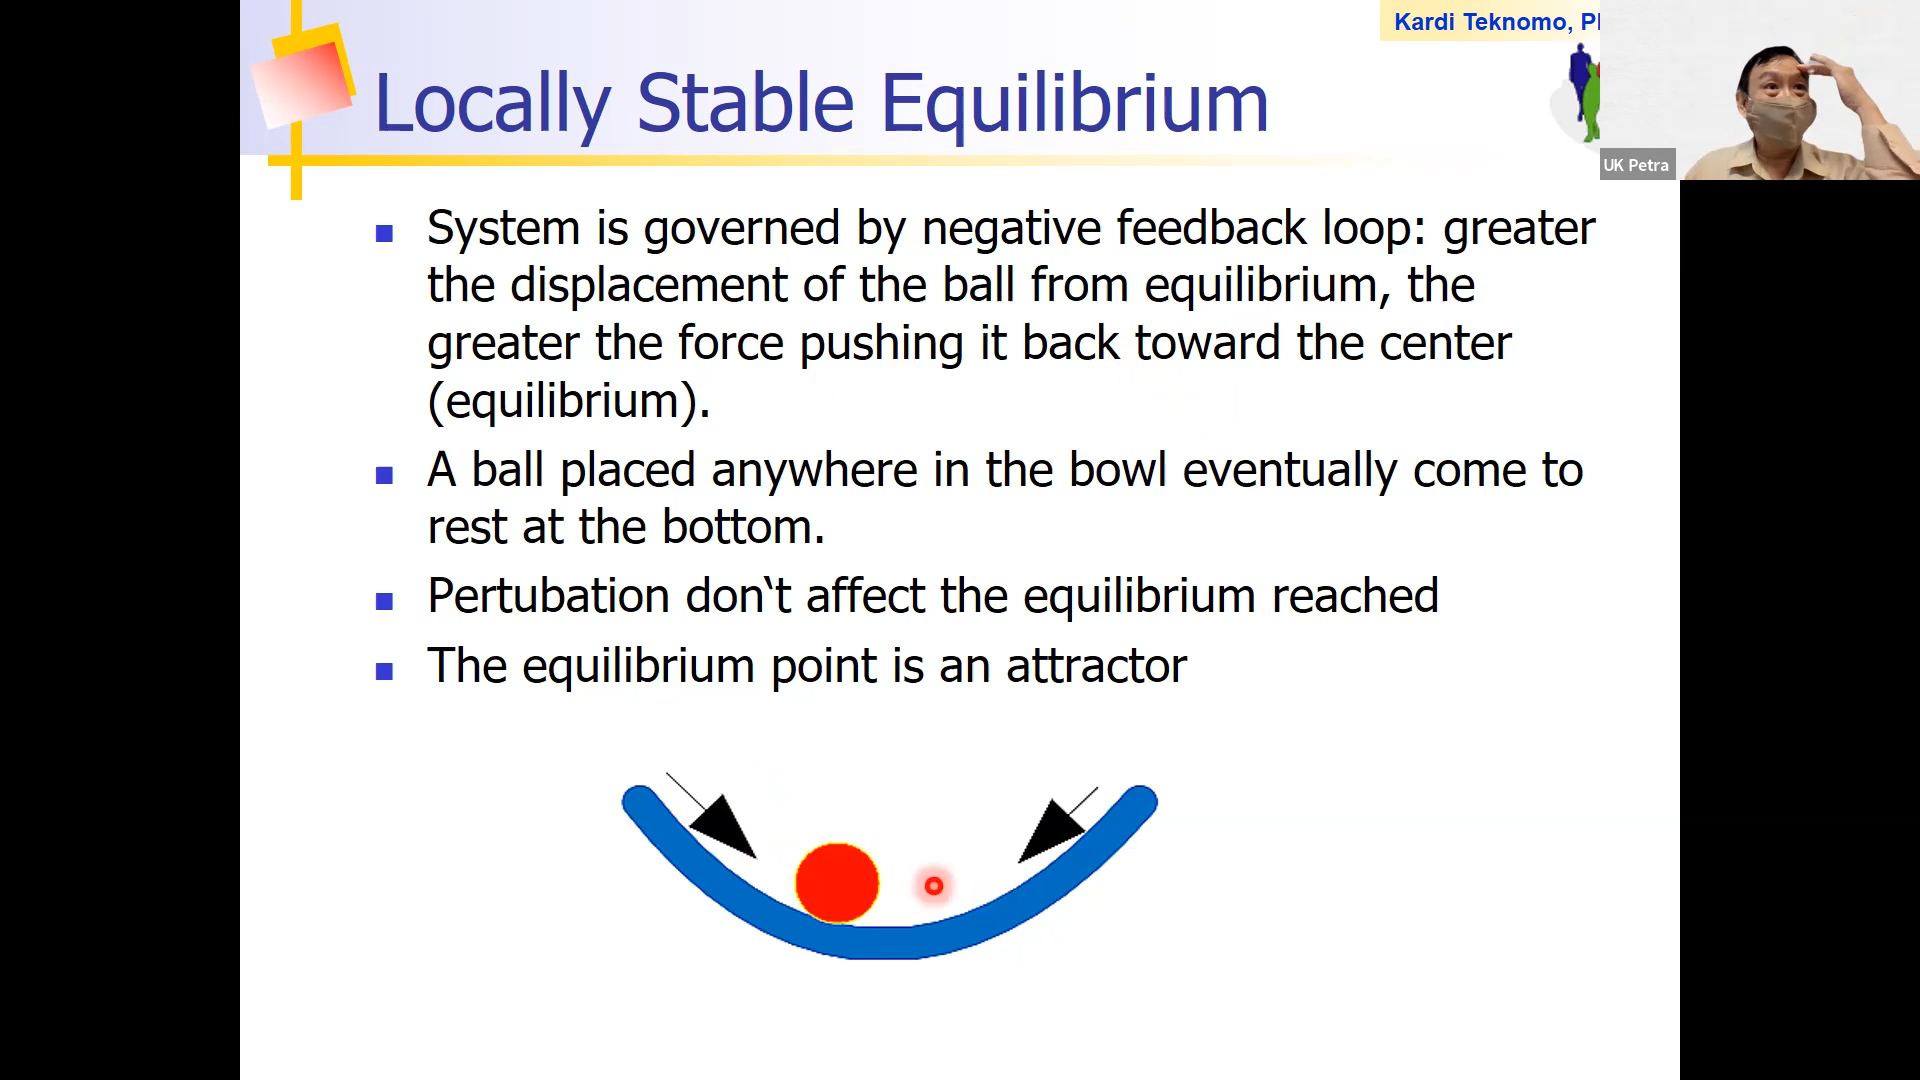 Kardi Teknomo, P
Locally Stable Equilibrium
UK Petra
System is governed by negative feedback loop: greater
the displacement of the ball from equilibrium, the
greater the force pushing it back toward the center
(equilibrium).
A ball placed anywhere in the bowl eventually come to
rest at the bottom.
Pertubation don‘t affect the equilibrium reached
The equilibrium point is an attractor